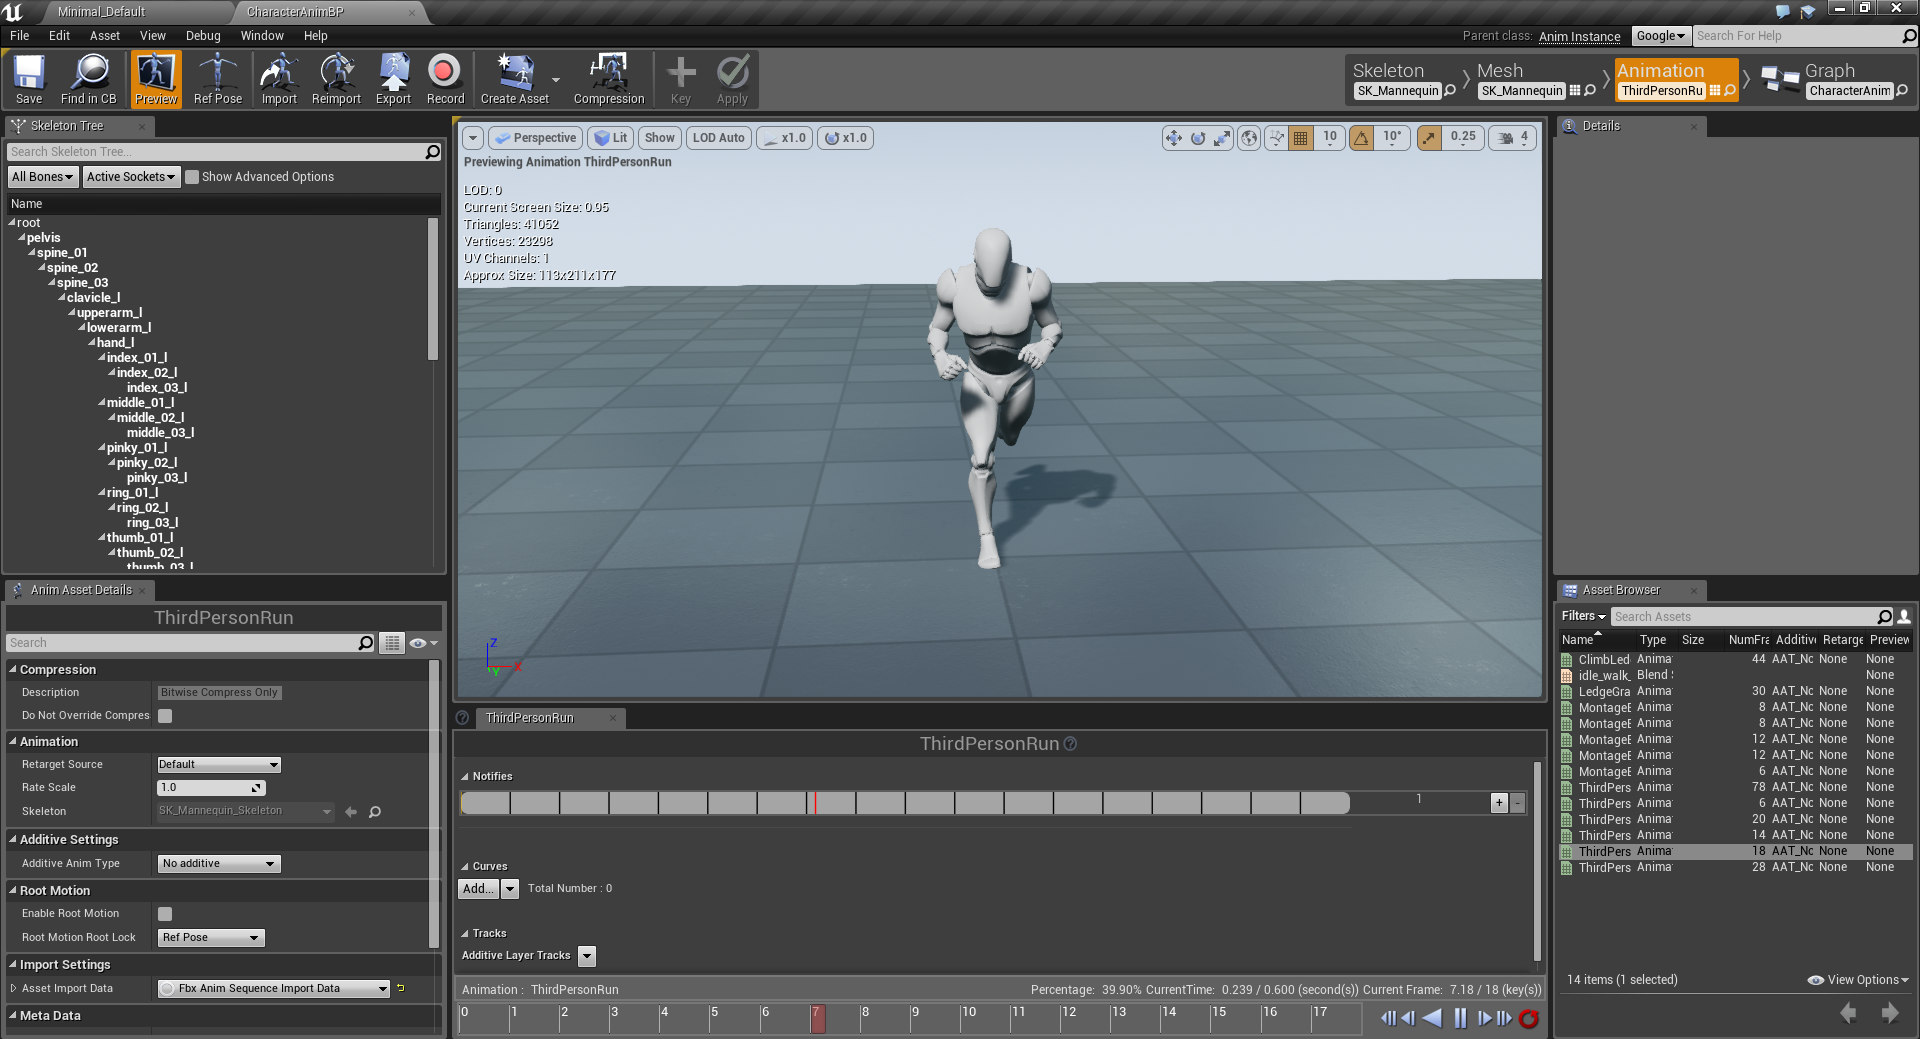 Minimal_Default
CharacterAnimBP
File Edit Asset View Debug Window Help
Parent class: Anim Instance Google Search For Help
Save Find in CB Preview Ref Pose Import Reimport Export Record Create Asset Compression Key Apply
Skeleton SK_Mannequin
Mesh SK_Mannequin
Animation ThirdPersonRu
Graph CharacterAnim
Skeleton Tree
Search Skeleton Tree...
All Bones Active Sockets Show Advanced Options
Name
root
pelvis
spine_01
spine_02
spine_03
clavicle_l
upperarm_l
lowerarm_l
hand_l
index_01_l
index_02_l
index_03_l
middle_01_l
middle_02_l
middle_03_l
pinky_01_l
pinky_02_l
pinky_03_l
ring_01_l
ring_02_l
ring_03_l
thumb_01_l
thumb_02_l
thumb_03_l
Perspective Lit Show LOD Auto x1.0 x1.0
10 10° 0.25 4
Previewing Animation ThirdPersonRun
LOD: 0
Current Screen Size: 0.95
Triangles: 41052
Vertices: 23298
UV Channels: 1
Approx Size: 113x211x177
Z
X
Y
Details
Anim Asset Details
ThirdPersonRun
Search
Compression
Description Bitwise Compress Only
Do Not Override Compres
Animation
Retarget Source Default
Rate Scale 1.0
Skeleton SK_Mannequin_Skeleton
Additive Settings
Additive Anim Type No additive
Root Motion
Enable Root Motion
Root Motion Root Lock Ref Pose
Import Settings
Asset Import Data Fbx Anim Sequence Import Data
Meta Data
ThirdPersonRun
ThirdPersonRun
Notifies
1 + -
Curves
Add... Total Number : 0
Tracks
Additive Layer Tracks
Animation : ThirdPersonRun Percentage: 39.90% CurrentTime: 0.239 / 0.600 (second(s)) Current Frame: 7.18 / 18 (key(s))
0 1 2 3 4 5 6 7 8 9 10 11 12 13 14 15 16 17
Asset Browser
Filters Search Assets
Name Type Size NumFra Additive Retarge Preview
ClimbLed Anima 44 AAT_No None None
idle_walk_ Blend S None
LedgeGra Anima 30 AAT_No None None
MontageE Anima 8 AAT_No None None
MontageE Anima 8 AAT_No None None
MontageE Anima 12 AAT_No None None
MontageE Anima 12 AAT_No None None
MontageE Anima 6 AAT_No None None
ThirdPers Anima 78 AAT_No None None
ThirdPers Anima 6 AAT_No None None
ThirdPers Anima 20 AAT_No None None
ThirdPers Anima 14 AAT_No None None
ThirdPers Anima 18 AAT_No None None
ThirdPers Anima 28 AAT_No None None
14 items (1 selected) View Options